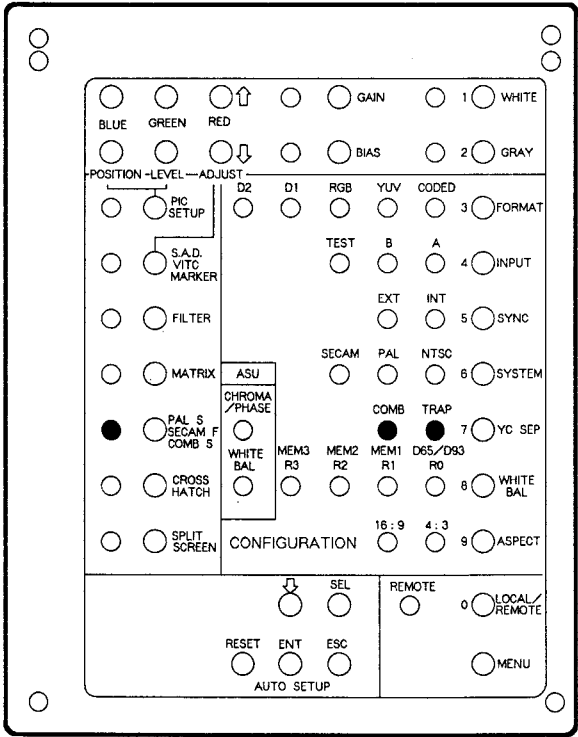 GAIN 1 WHITE
BLUE GREEN RED
BIAS 2 GRAY
POSITION LEVEL ADJUST
D2 D1 RGB YUV CODED
PIC
SETUP
3 FORMAT
TEST B A
S.A.D.
VITC
MARKER
4 INPUT
EXT INT
FILTER 5 SYNC
SECAM PAL NTSC
MATRIX ASU 6 SYSTEM
CHROMA
/PHASE
COMB TRAP
PAL S
SECAM F
COMB S
7 YC SEP
WHITE
BAL
MEM3 MEM2 MEM1 D65/D93
R3 R2 R1 R0
CROSS
HATCH
8 WHITE
BAL
16:9 4:3
SPLIT
SCREEN
CONFIGURATION 9 ASPECT
SEL REMOTE
0 LOCAL/
REMOTE
RESET ENT ESC
MENU
AUTO SETUP